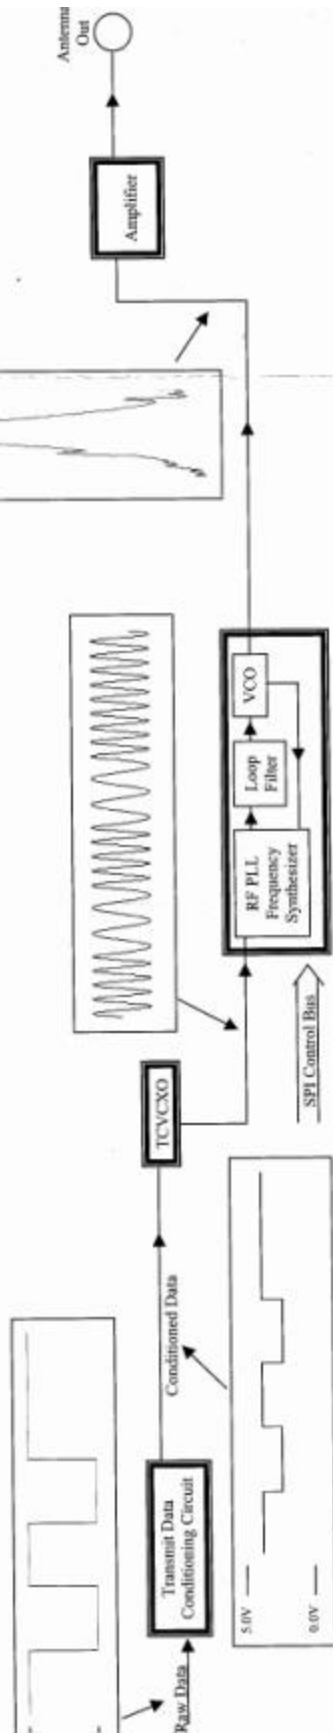 Raw Data
Transmit Data
Conditioning Circuit
Conditioned Data
5.0V
0.0V
TCVCXO
SPI Control Bus
RF PLL
Frequency
Synthesizer
Loop
Filter
VCO
Amplifier
Antenna
Out